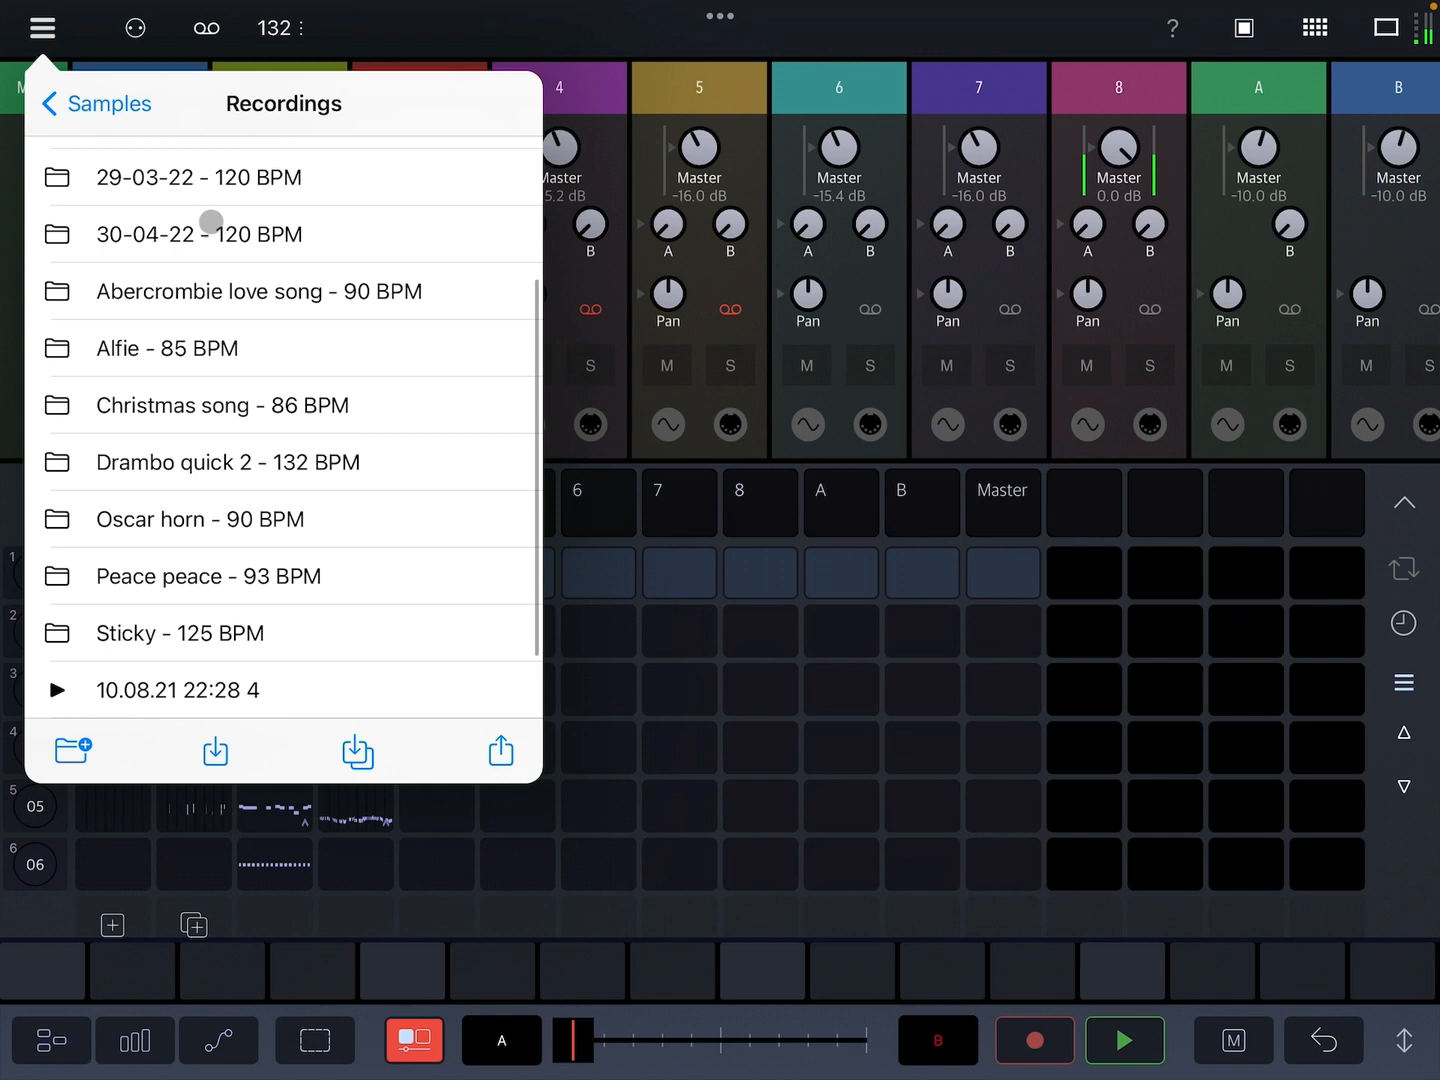 132
?
M
4
5
6
7
8
A
B
Samples
Recordings
29-03-22 - 120 BPM
30-04-22 - 120 BPM
Abercrombie love song - 90 BPM
Alfie - 85 BPM
Christmas song - 86 BPM
Drambo quick 2 - 132 BPM
Oscar horn - 90 BPM
Peace peace - 93 BPM
Sticky - 125 BPM
10.08.21 22:28 4
Master
Master
Master
Master
Master
Master
Master
5.2 dB
-16.0 dB
-15.4 dB
-16.0 dB
0.0 dB
-10.0 dB
-10.0 dB
B
A
B
A
B
A
B
A
B
B
Pan
Pan
Pan
Pan
Pan
Pan
S
M
S
M
S
M
S
M
S
M
S
M
S
6
7
8
A
B
Master
1
2
3
4
5
05
6
06
A
B
M